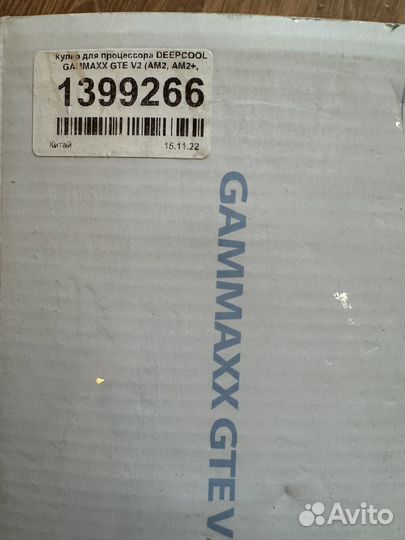 Кулер для процессора DEEPCOOL
GAMMAXX GTE V2 (AM2, AM2+,
1399266
Китай 15.11.22
GAMMAXX GTE V
Avito